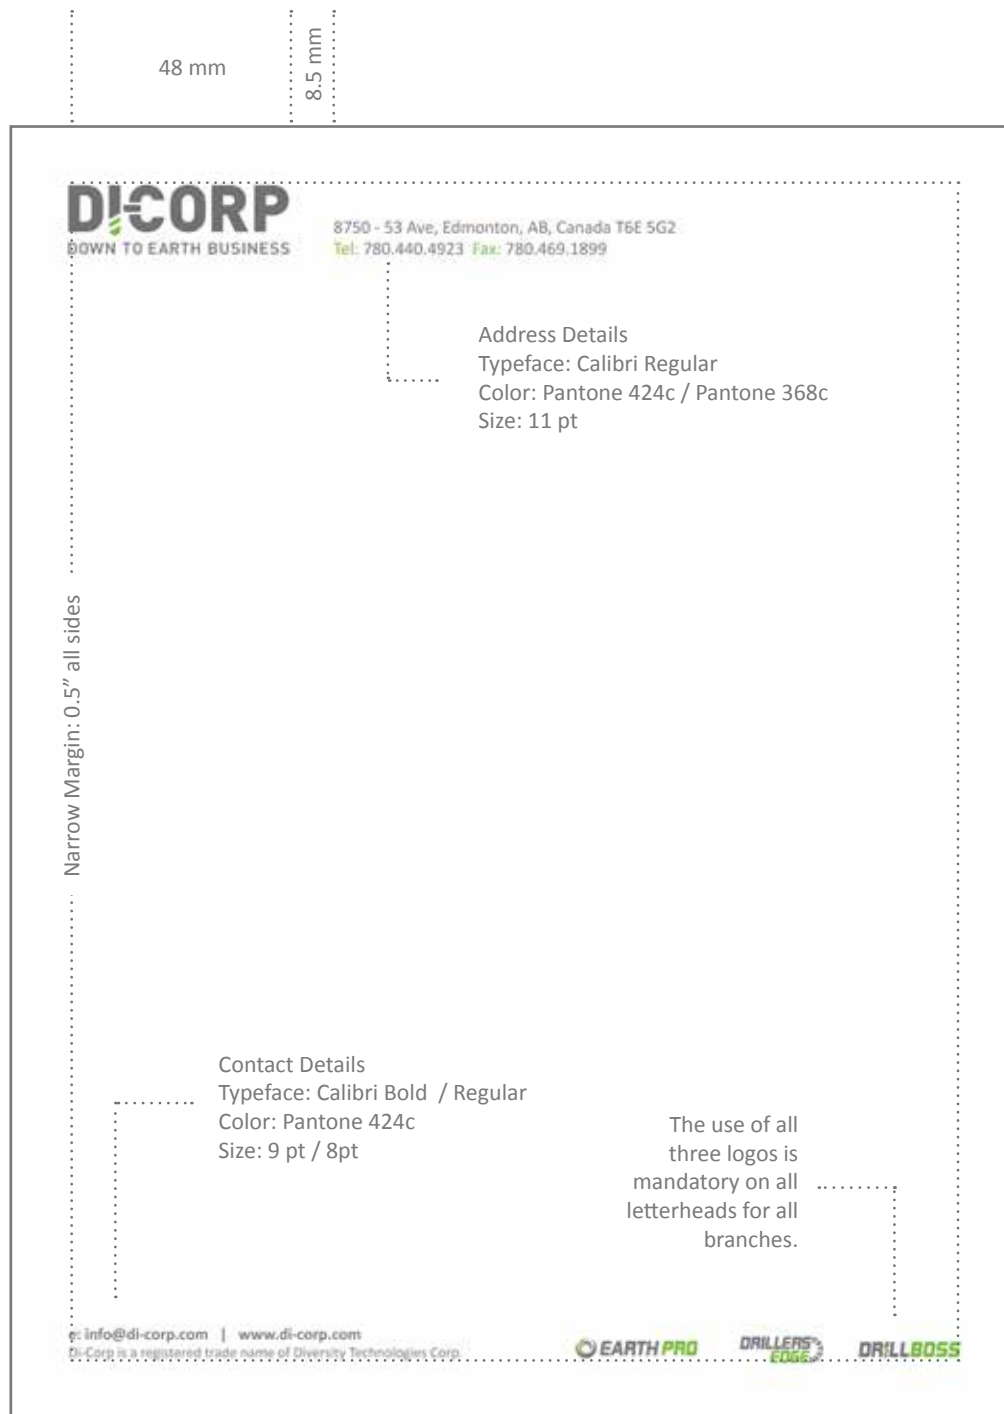 48 mm
8.5 mm
DI-CORP
DOWN TO EARTH BUSINESS
8750 - 53 Ave, Edmonton, AB, Canada T6E 5G2
Tel: 780.440.4923 Fax: 780.469.1899
Address Details
Typeface: Calibri Regular
Color: Pantone 424c / Pantone 368c
Size: 11 pt
Narrow Margin: 0.5” all sides
Contact Details
Typeface: Calibri Bold / Regular
Color: Pantone 424c
Size: 9 pt / 8pt
The use of all
three logos is
mandatory on all
letterheads for all
branches.
e: info@di-corp.com | www.di-corp.com
Di-Corp is a registered trade name of Diversity Technologies Corp.
EARTH PRO
DRILLERS
EDGE
DRILLBOSS